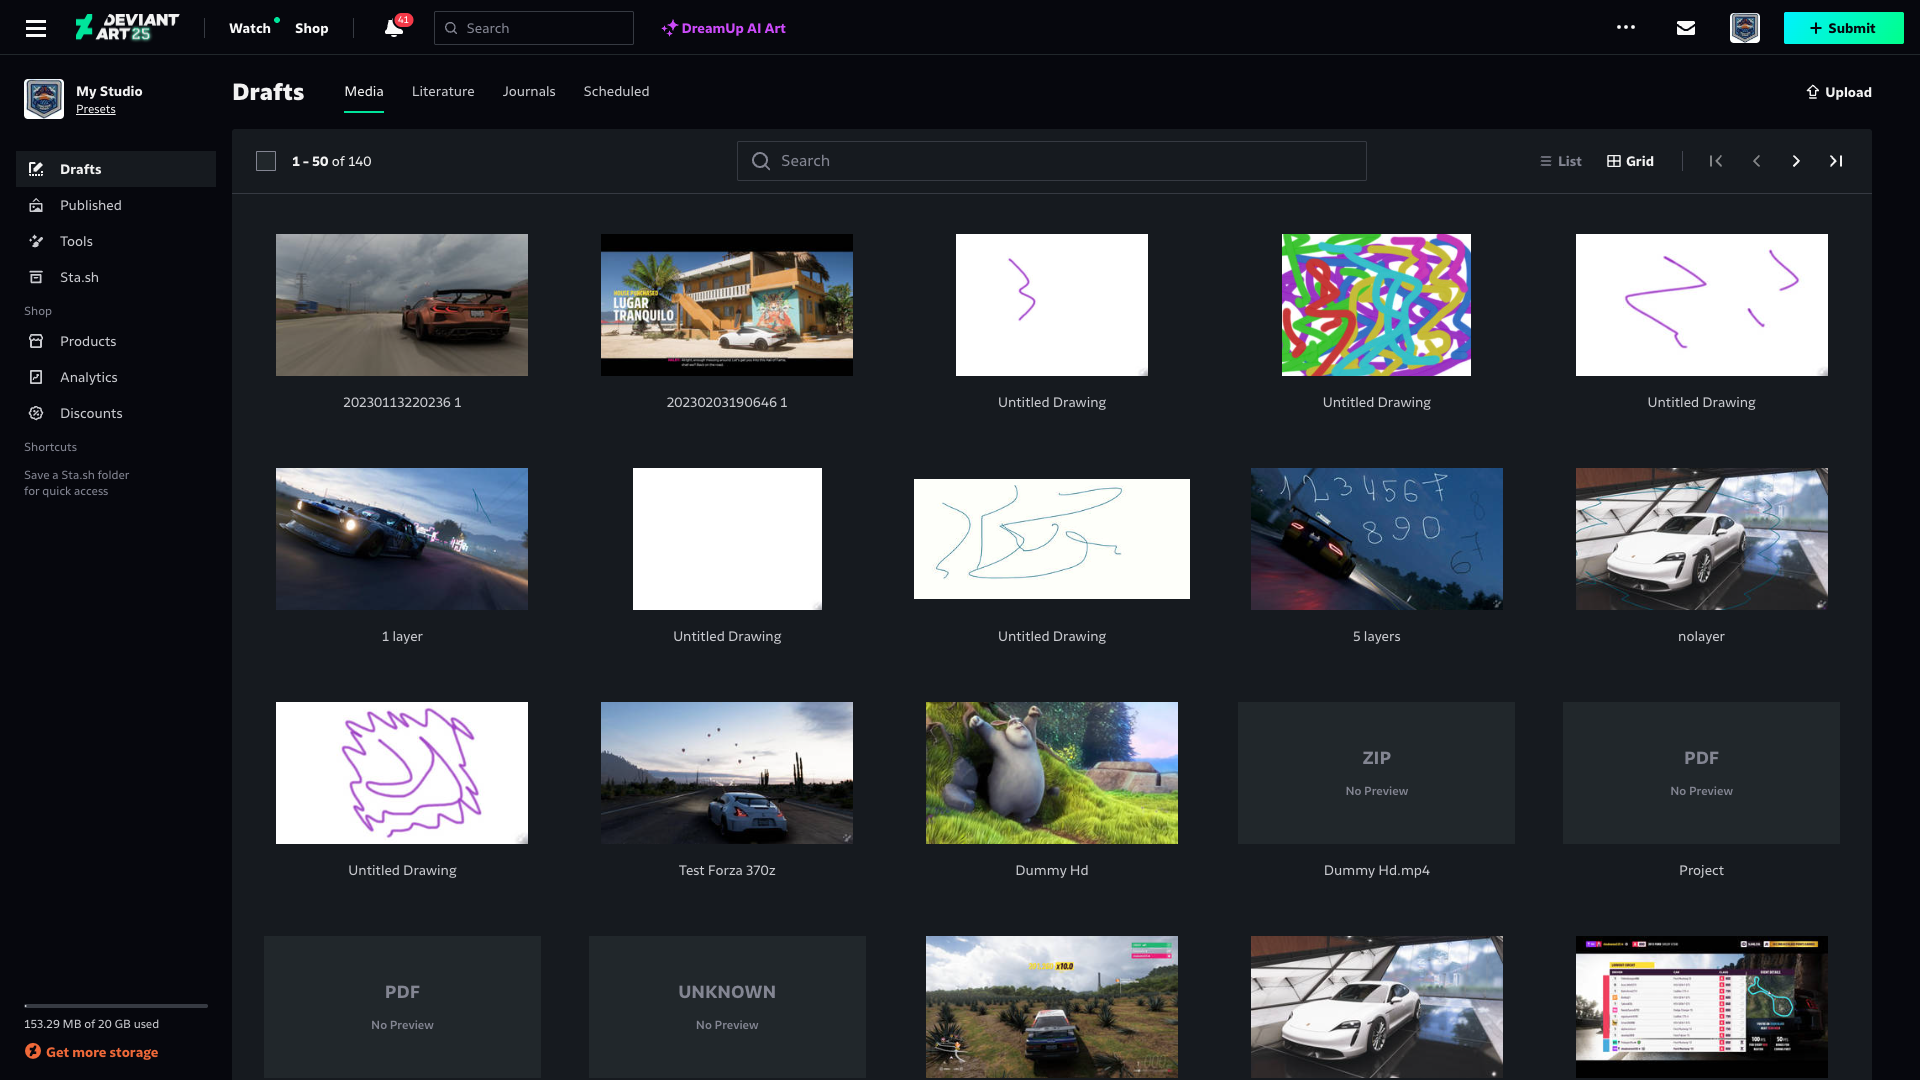 DEVIANT
ART 25
Watch
Shop
41
Search
DreamUp AI Art
Submit
My Studio
Presets
Drafts
Media
Literature
Journals
Scheduled
Upload
Drafts
Published
Tools
Sta.sh
Shop
Products
Analytics
Discounts
Shortcuts
Save a Sta.sh folder
for quick access
1 - 50 of 140
Search
List
Grid
HOUSE PURCHASED
LUGAR
TRANQUILO
20230113220236 1
20230203190646 1
Untitled Drawing
Untitled Drawing
Untitled Drawing
1 2 3 4 5 6 7
8 9 0
8
6 7
1 layer
Untitled Drawing
Untitled Drawing
5 layers
nolayer
ZIP
No Preview
PDF
No Preview
Untitled Drawing
Test Forza 370z
Dummy Hd
Dummy Hd.mp4
Project
PDF
No Preview
UNKNOWN
No Preview
x10.0
153.29 MB of 20 GB used
Get more storage